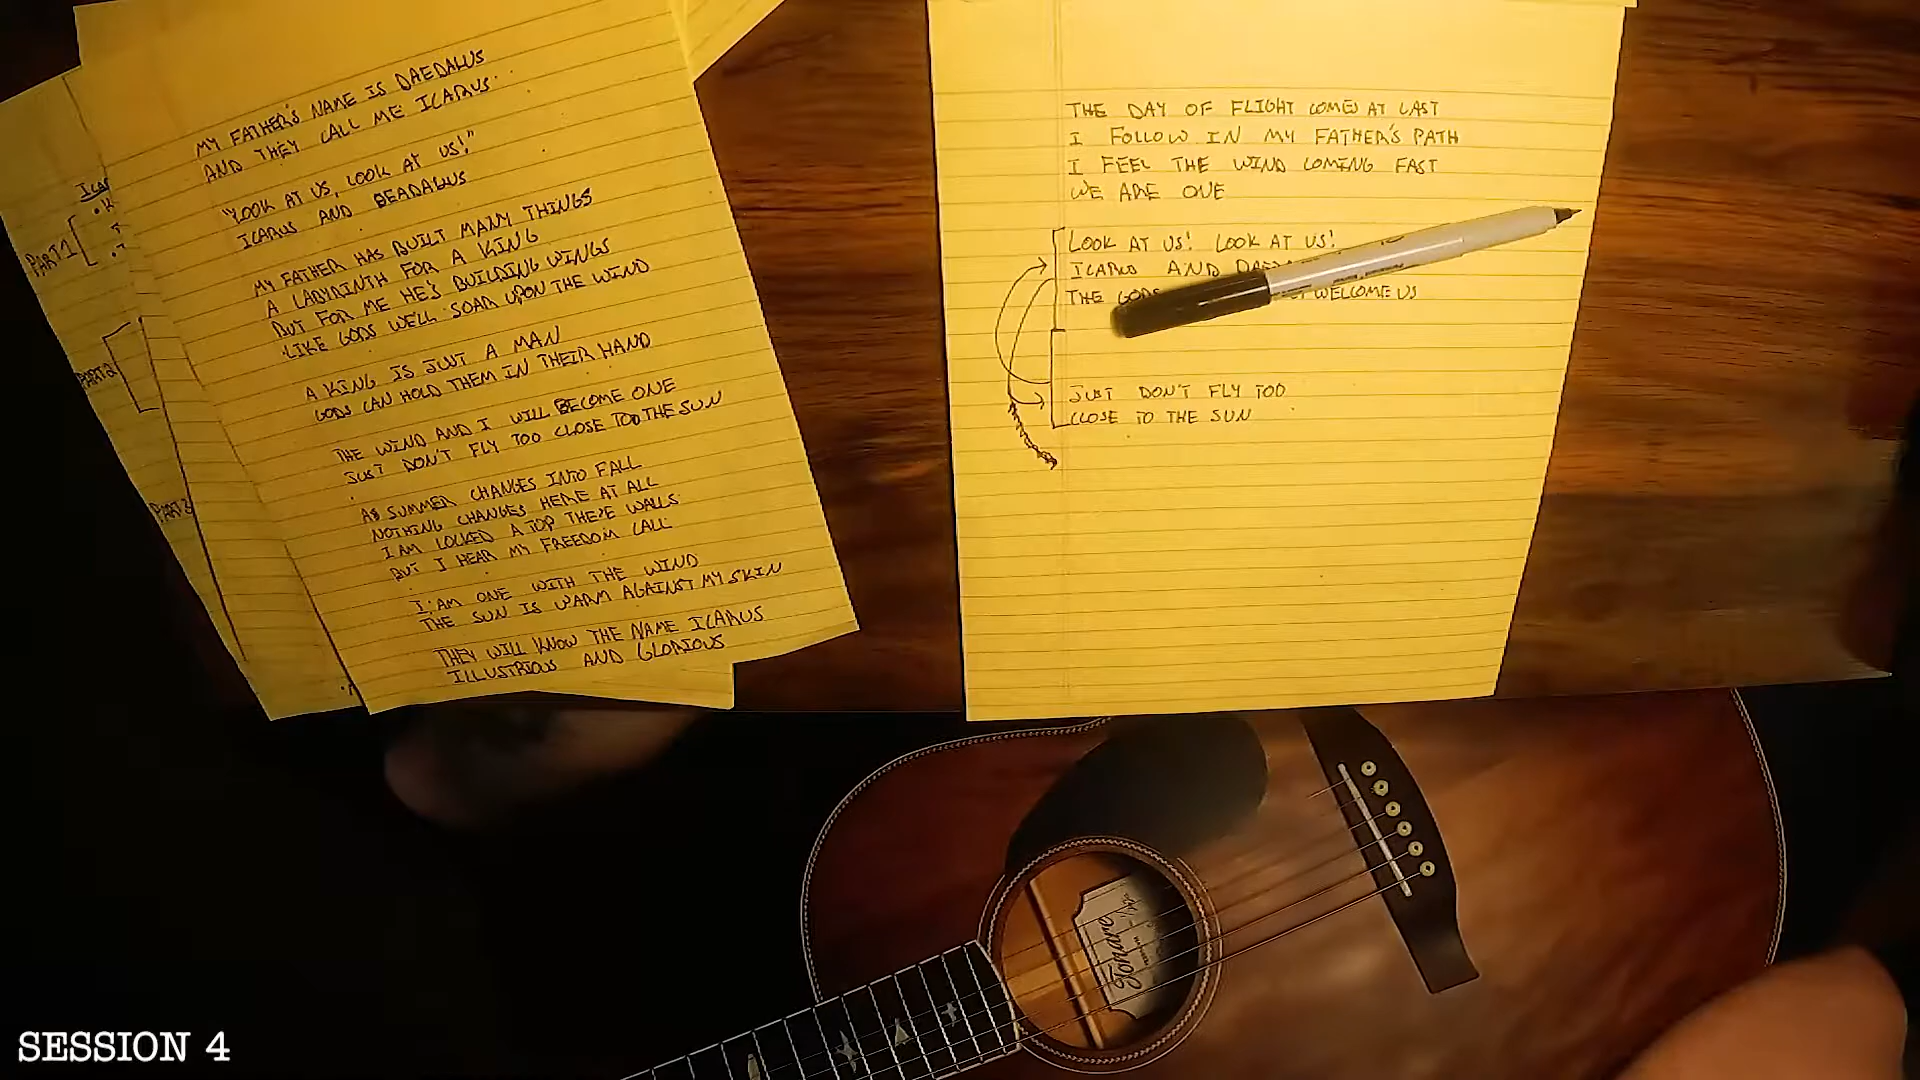 MY FATHER'S NAME IS DAEDALUS
AND THEY CALL ME ICARUS
"LOOK AT US, LOOK AT US!"
ICARUS AND DEADALUS
MY FATHER HAS BUILT MANY THINGS
A LABYRINTH FOR A KING
BUT FOR ME HE'S BUILDING WINGS
LIKE GODS WE'LL SOAR UPON THE WIND
A KING IS JUST A MAN
GODS CAN HOLD THEM IN THEIR HAND
THE WIND AND I WILL BECOME ONE
JUST DON'T FLY TOO CLOSE TOO THE SUN
AS SUMMER CHANGES INTO FALL
NOTHING CHANGES HERE AT ALL
I AM LOCKED ATOP THESE WALLS
BUT I HEAR MY FREEDOM CALL
I AM ONE WITH THE WIND
THE SUN IS WARM AGAINST MY SKIN
THEY WILL KNOW THE NAME ICARUS
ILLUSTRIOUS AND GLORIOUS
PART 1
PART 2
PART 3
THE DAY OF FLIGHT COMES AT LAST
I FOLLOW IN MY FATHER'S PATH
I FEEL THE WIND COMING FAST
WE ARE ONE
LOOK AT US! LOOK AT US!
AND
THE WELCOME US
JUST DON'T FLY TOO
CLOSE TO THE SUN
SESSION 4